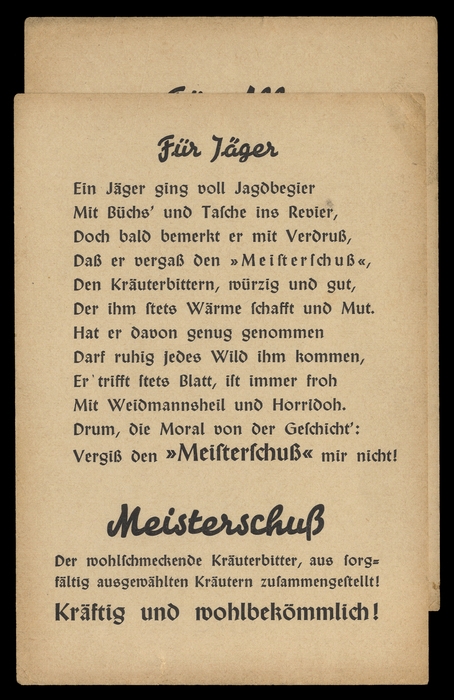 Für Jäger
Ein Jäger ging voll Jagdbegier
Mit Büchs' und Taſche ins Revier,
Doch bald bemerkt er mit Verdruß,
Daß er vergaß den »Meiſterſchuß«,
Den Kräuterbittern, würzig und gut,
Der ihm ſtets Wärme ſchafft und Mut.
Hat er davon genug genommen
Darf ruhig jedes Wild ihm kommen,
Er trifft ſtets Blatt, iſt immer froh
Mit Weidmannsheil und Horridoh.
Drum, die Moral von der Geſchicht':
Vergiß den »Meiſterſchuß« mir nicht!
Meisterschuß
Der wohlſchmeckende Kräuterbitter, aus ſorg=
fältig ausgewählten Kräutern zuſammengeſtellt!
Kräftig und wohlbekömmlich!